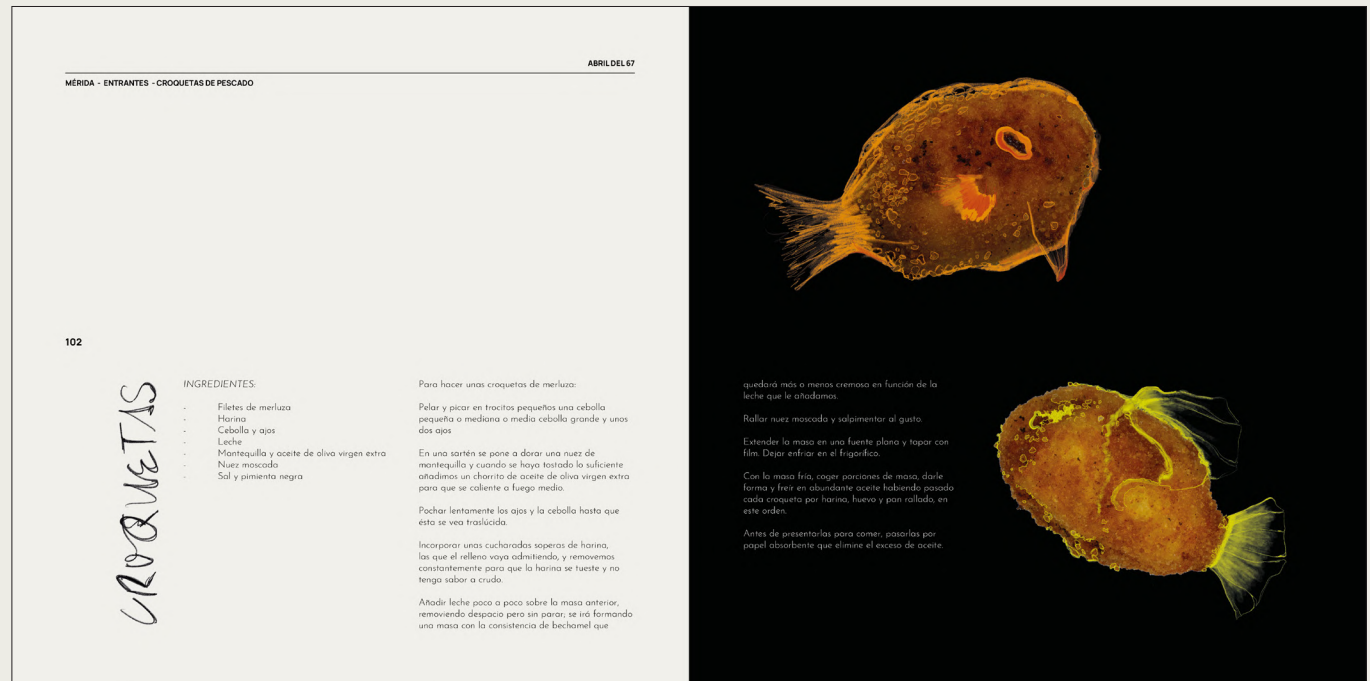 ABRIL DEL 67
MÉRIDA - ENTRANTES - CROQUETAS DE PESCADO
102
CROQUETAS
INGREDIENTES:
- Filetes de merluza
- Harina
- Cebolla y ajos
- Leche
- Mantequilla y aceite de oliva virgen extra
- Nuez moscada
- Sal y pimienta negra
Para hacer unas croquetas de merluza:
Pelar y picar en trocitos pequeños una cebolla
pequeña o mediana o media cebolla grande y unos
dos ajos
En una sartén se pone a dorar una nuez de
mantequilla y cuando se haya tostado lo suficiente
añadimos un chorrito de aceite de oliva virgen extra
para que se caliente a fuego medio.
Pochar lentamente los ajos y la cebolla hasta que
ésta se vea traslúcida.
Incorporar unas cucharadas soperas de harina,
las que el relleno vaya admitiendo, y removemos
constantemente para que la harina se tueste y no
tenga sabor a crudo.
Añadir leche poco a poco sobre la masa anterior,
removiendo despacio pero sin parar; se irá formando
una masa con la consistencia de bechamel que
quedará más o menos cremosa en función de la
leche que le añadamos.
Rallar nuez moscada y salpimentar al gusto.
Extender la masa en una fuente plana y tapar con
film. Dejar enfriar en el frigorífico.
Con la masa fría, coger porciones de masa, darle
forma y freír en abundante aceite habiendo pasado
cada croqueta por harina, huevo y pan rallado, en
este orden.
Antes de presentarlas para comer, pasarlas por
papel absorbente que elimine el exceso de aceite.